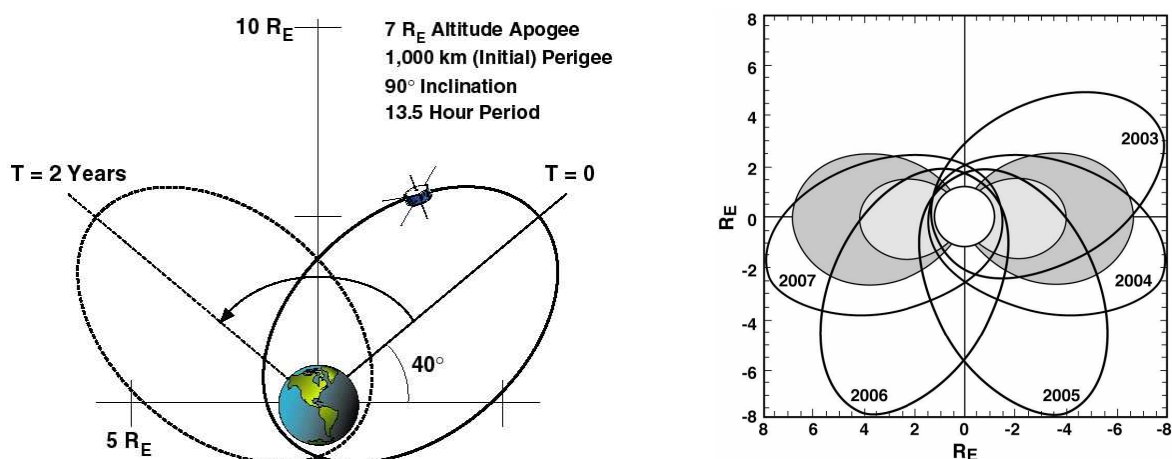 10 R_E
7 R_E Altitude Apogee
1,000 km (Initial) Perigee
90° Inclination
13.5 Hour Period
T = 2 Years
T = 0
40°
5 R_E
8
6
4
2
0
-2
-4
-6
-8
R_E
2003
2004
2007
2006
2005
8 6 4 2 0 -2 -4 -6 -8
R_E